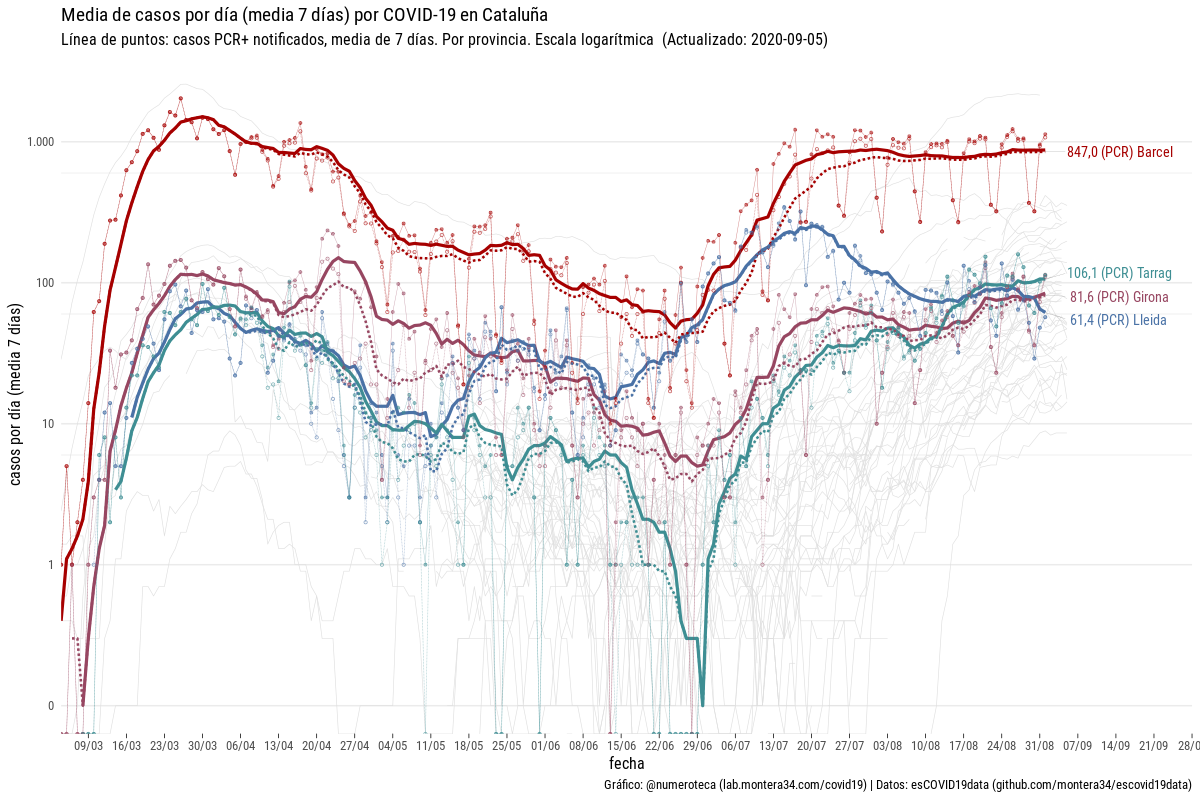 Media de casos por día (media 7 días) por COVID-19 en Cataluña
Línea de puntos: casos PCR+ notificados, media de 7 días. Por provincia. Escala logarítmica (Actualizado: 2020-09-05)
casos por día (media 7 días)
1.000
100
10
1
0
847,0 (PCR) Barcel
106,1 (PCR) Tarrag
81,6 (PCR) Girona
61,4 (PCR) Lleida
09/03 16/03 23/03 30/03 06/04 13/04 20/04 27/04 04/05 11/05 18/05 25/05 01/06 08/06 15/06 22/06 29/06 06/07 13/07 20/07 27/07 03/08 10/08 17/08 24/08 31/08 07/09 14/09 21/09 28/0
fecha
Gráfico: @numeroteca (lab.montera34.com/covid19) | Datos: esCOVID19data (github.com/montera34/escovid19data)